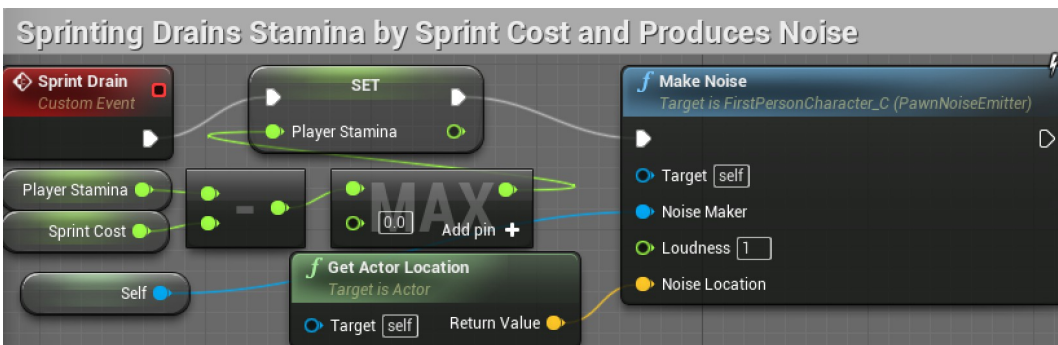 Sprinting Drains Stamina by Sprint Cost and Produces Noise
Sprint Drain
Custom Event
SET
Player Stamina
f Make Noise
Target is FirstPersonCharacter_C (PawnNoiseEmitter)
Target self
Noise Maker
Loudness 1
Noise Location
Player Stamina
Sprint Cost
-
MAX
0.0
Add pin +
Self
f Get Actor Location
Target is Actor
Target self
Return Value